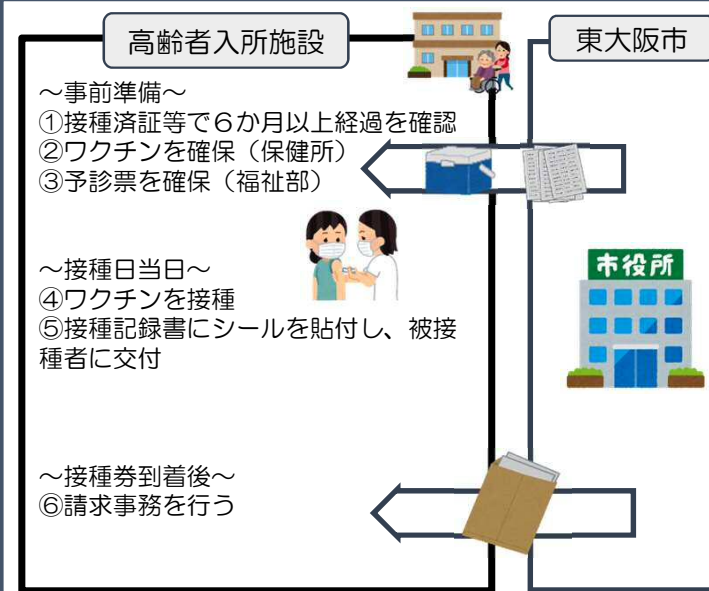 高齢者入所施設
東大阪市
～事前準備～
①接種済証等で６か月以上経過を確認
②ワクチンを確保（保健所）
③予診票を確保（福祉部）
市役所
～接種日当日～
④ワクチンを接種
⑤接種記録書にシールを貼付し、被接
種者に交付
～接種券到着後～
⑥請求事務を行う